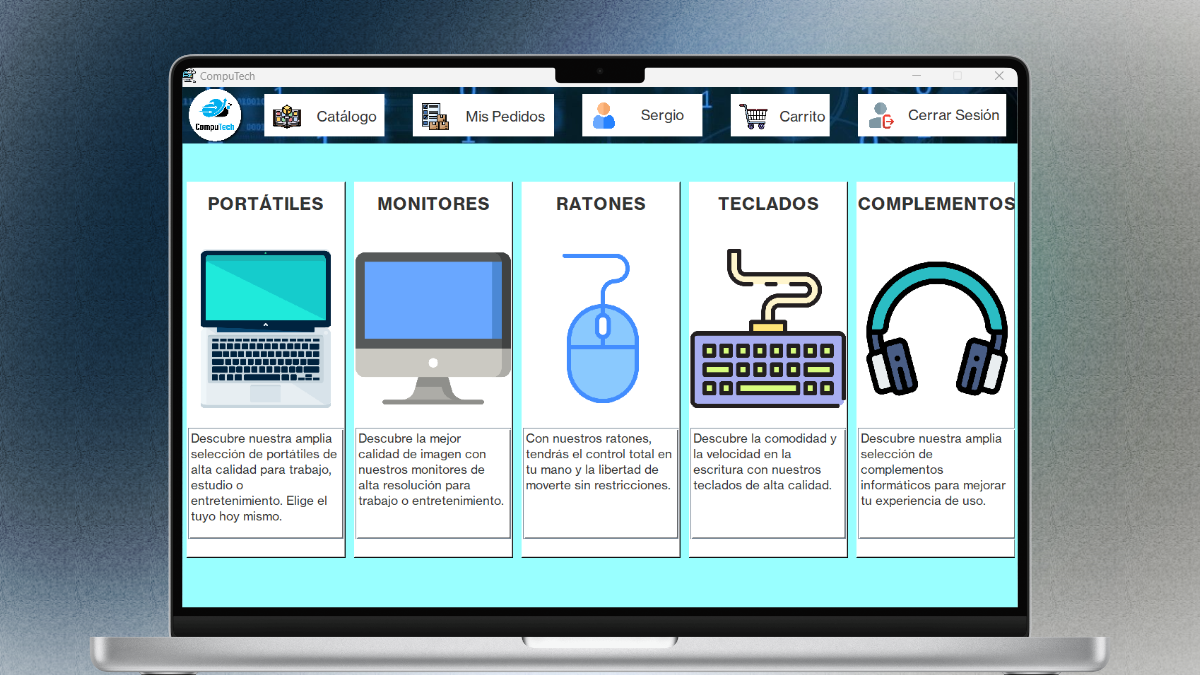 CompuTech
CompuTech
Catálogo
Mis Pedidos
Sergio
Carrito
Cerrar Sesión
PORTÁTILES
Descubre nuestra amplia
selección de portátiles de
alta calidad para trabajo,
estudio o
entretenimiento. Elige el
tuyo hoy mismo.
MONITORES
Descubre la mejor
calidad de imagen con
nuestros monitores de
alta resolución para
trabajo o entretenimiento.
RATONES
Con nuestros ratones,
tendrás el control total en
tu mano y la libertad de
moverte sin restricciones.
TECLADOS
Descubre la comodidad y
la velocidad en la
escritura con nuestros
teclados de alta calidad.
COMPLEMENTOS
Descubre nuestra amplia
selección de
complementos
informáticos para mejorar
tu experiencia de uso.